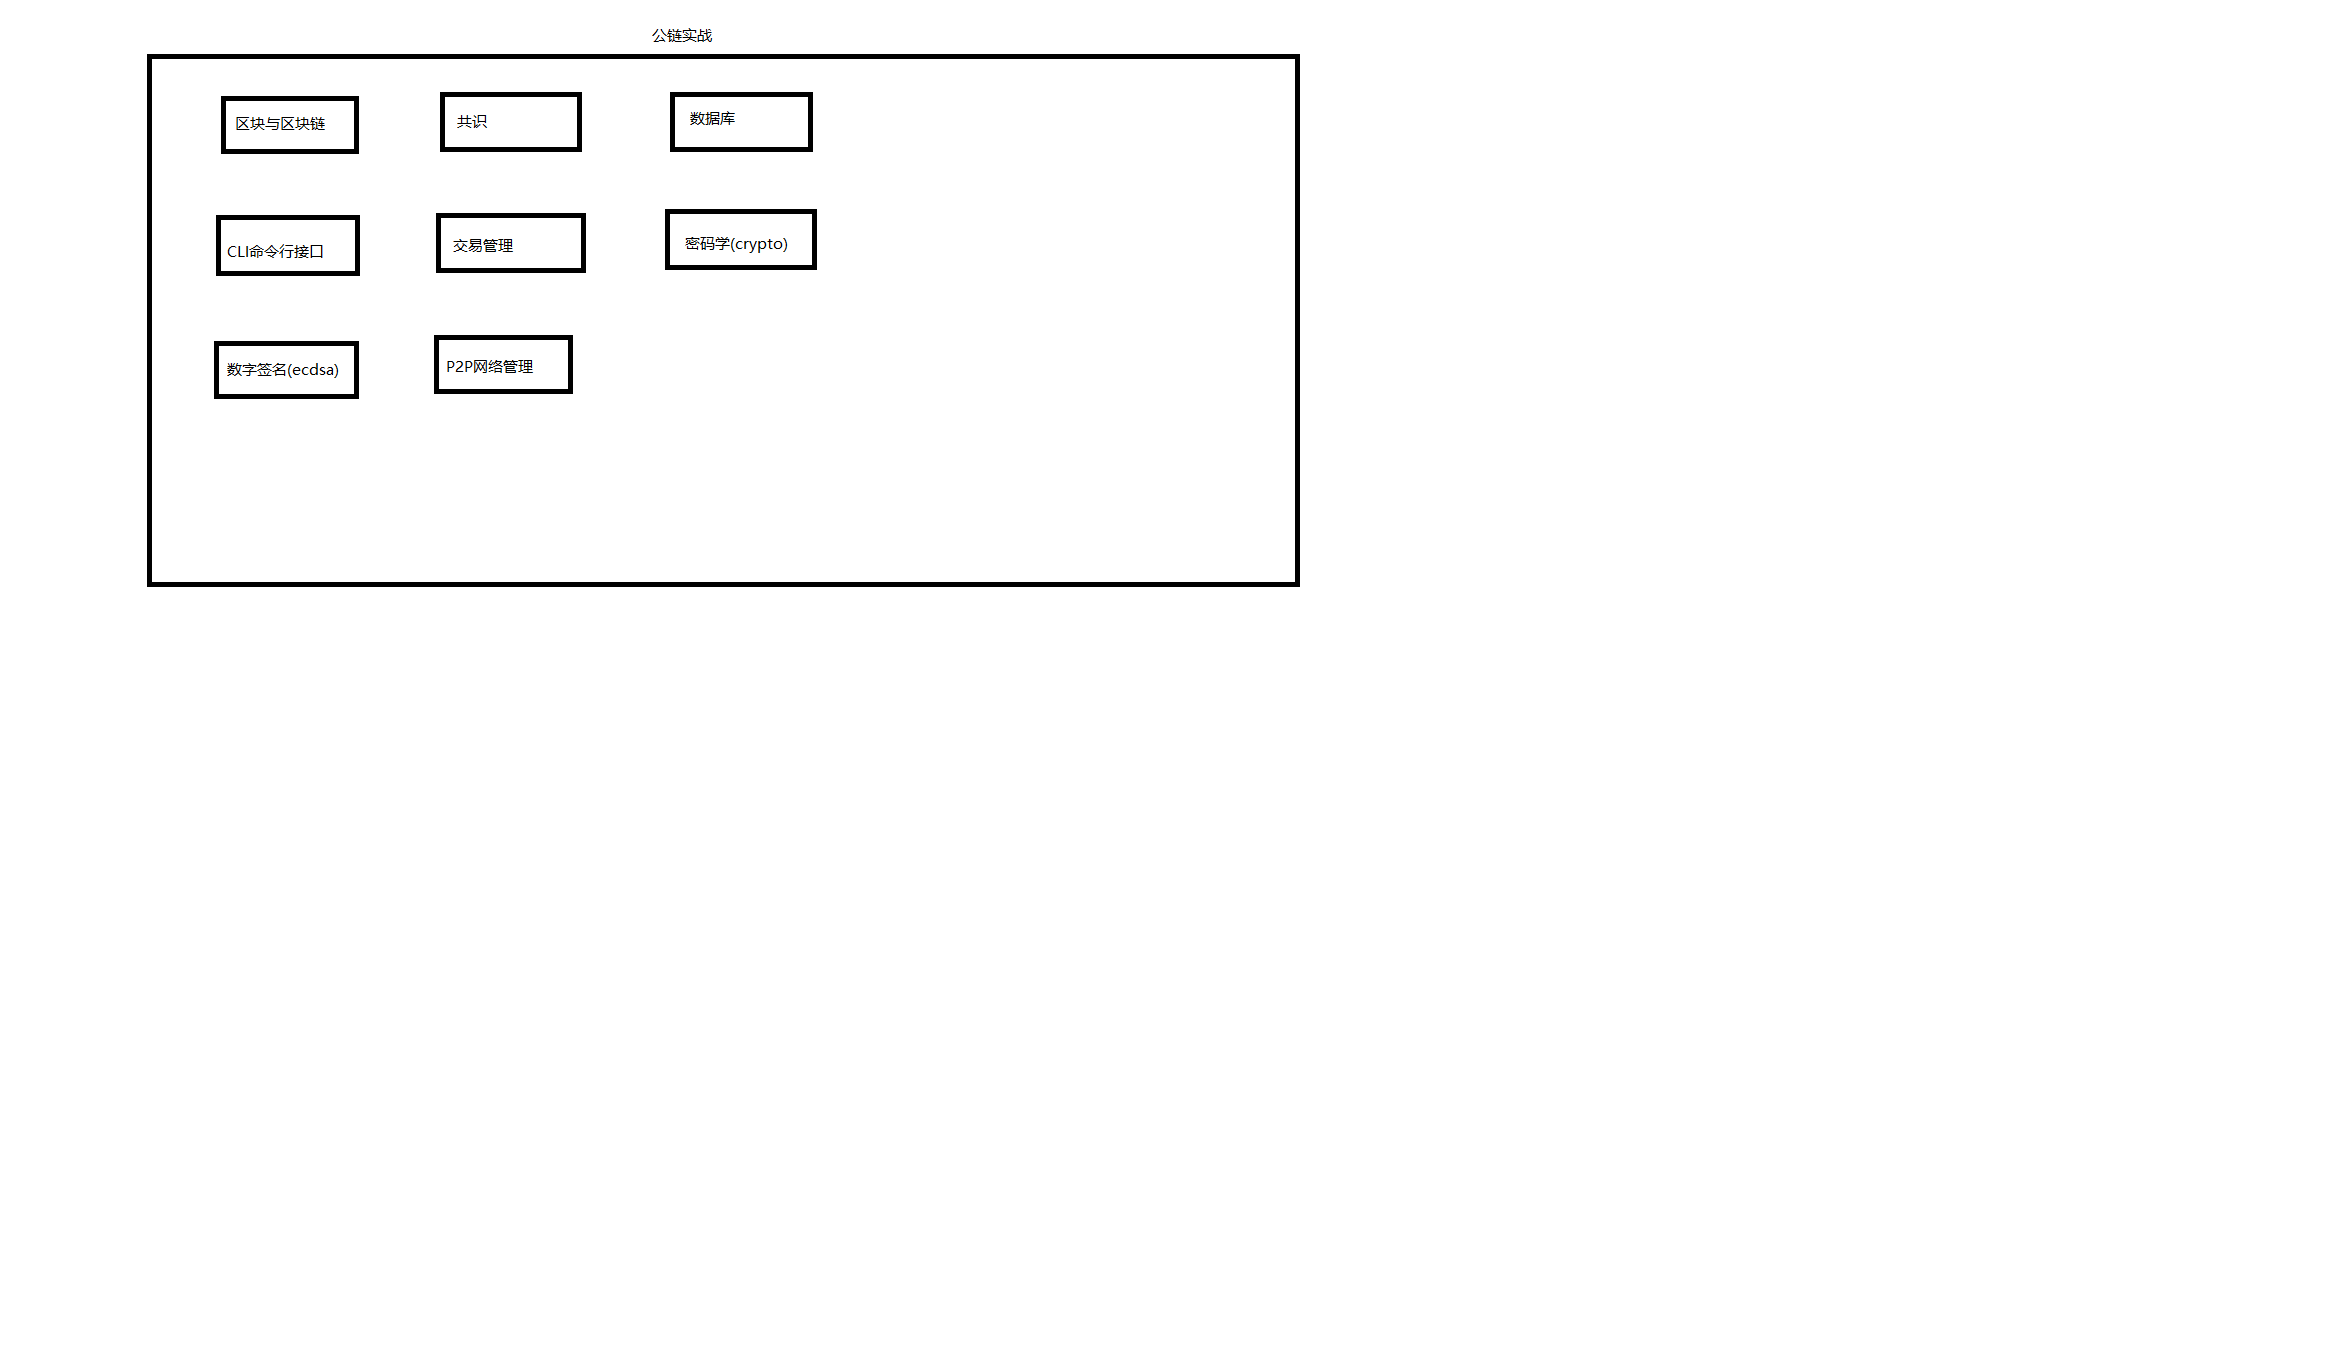 公链实战
区块与区块链
共识
数据库
CLI命令行接口
交易管理
密码学(crypto)
数字签名(ecdsa)
P2P网络管理